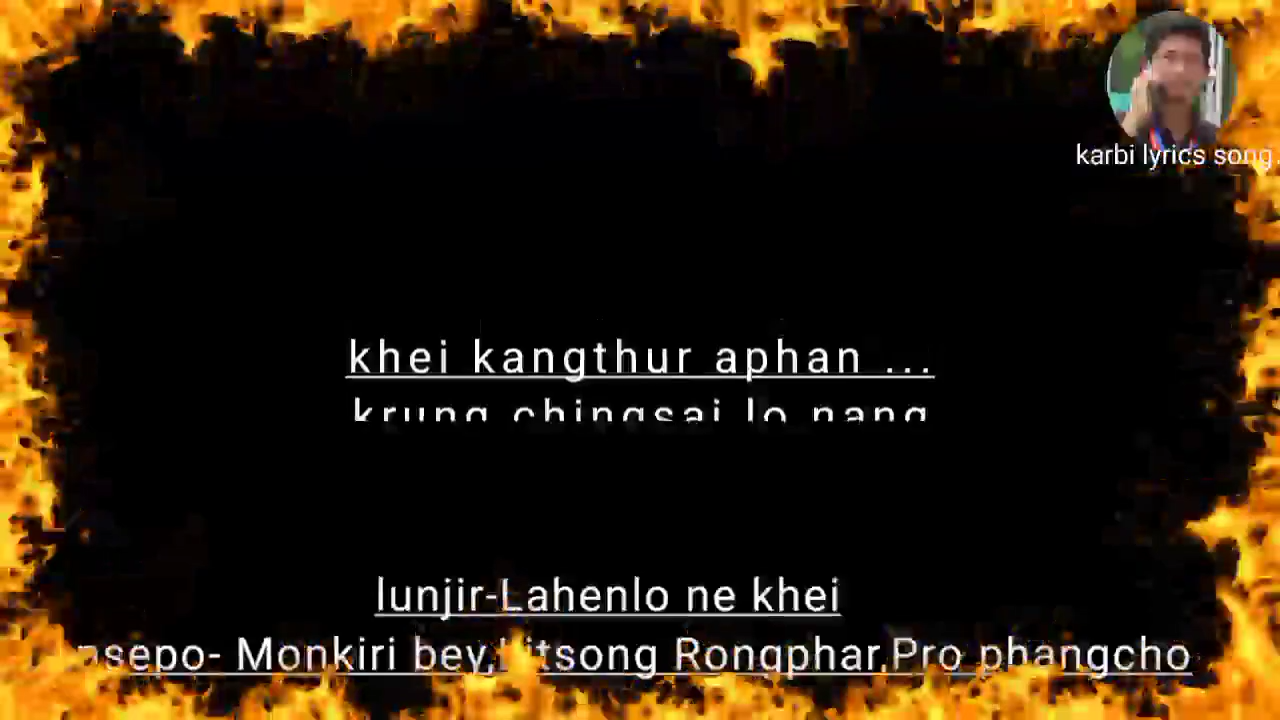 karbi lyrics song.
khei kangthur aphan ...
krung chingsai lo nang
lunjir-Lahenlo ne khei
Monkiri bey, Rongphar,Pro phangcho